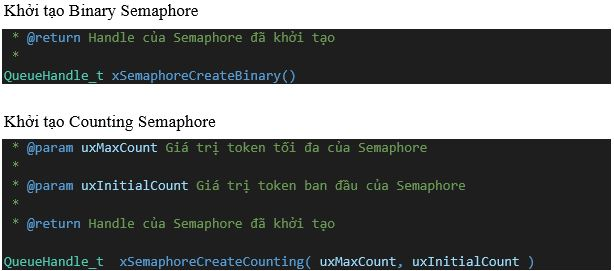 Khởi tạo Binary Semaphore
* @return Handle của Semaphore đã khởi tạo
*
QueueHandle_t xSemaphoreCreateBinary()
Khởi tạo Counting Semaphore
* @param uxMaxCount Giá trị token tối đa của Semaphore
*
* @param uxInitialCount Giá trị token ban đầu của Semaphore
*
* @return Handle của Semaphore đã khởi tạo
QueueHandle_t  xSemaphoreCreateCounting( uxMaxCount, uxInitialCount )